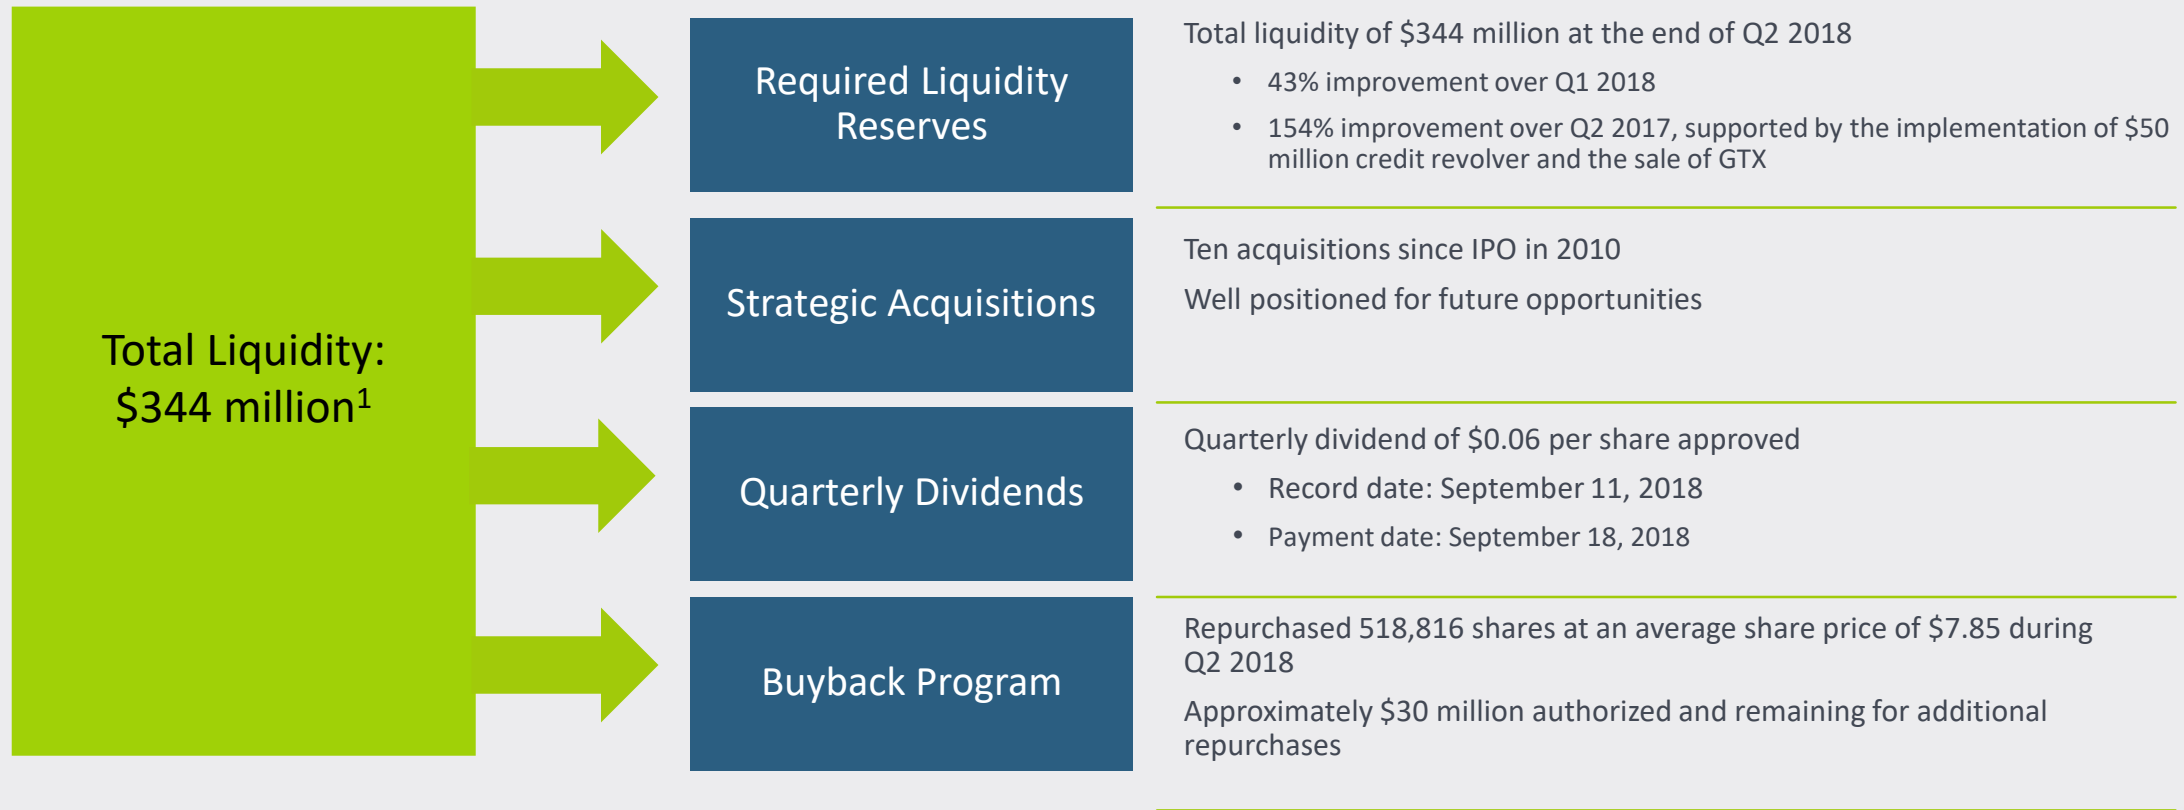 Total Liquidity:
$344 million¹
Required Liquidity
Reserves
Total liquidity of $344 million at the end of Q2 2018
• 43% improvement over Q1 2018
• 154% improvement over Q2 2017, supported by the implementation of $50
million credit revolver and the sale of GTX
Strategic Acquisitions
Ten acquisitions since IPO in 2010
Well positioned for future opportunities
Quarterly Dividends
Quarterly dividend of $0.06 per share approved
• Record date: September 11, 2018
• Payment date: September 18, 2018
Buyback Program
Repurchased 518,816 shares at an average share price of $7.85 during
Q2 2018
Approximately $30 million authorized and remaining for additional
repurchases